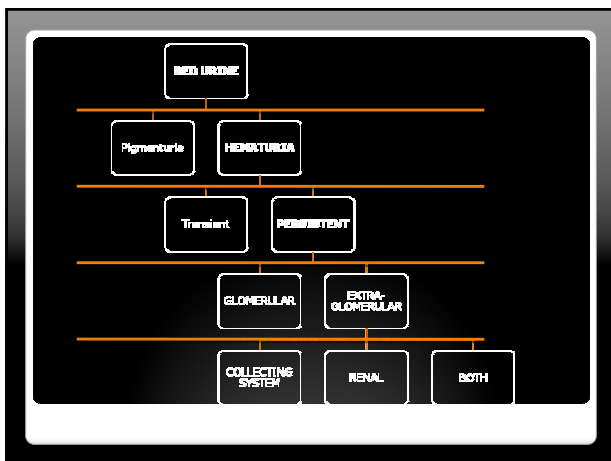 RED URINE
Pigmenturia
HEMATURIA
Transient
PERSISTENT
GLOMERULAR
EXTRA-
GLOMERULAR
COLLECTING
SYSTEM
RENAL
BOTH